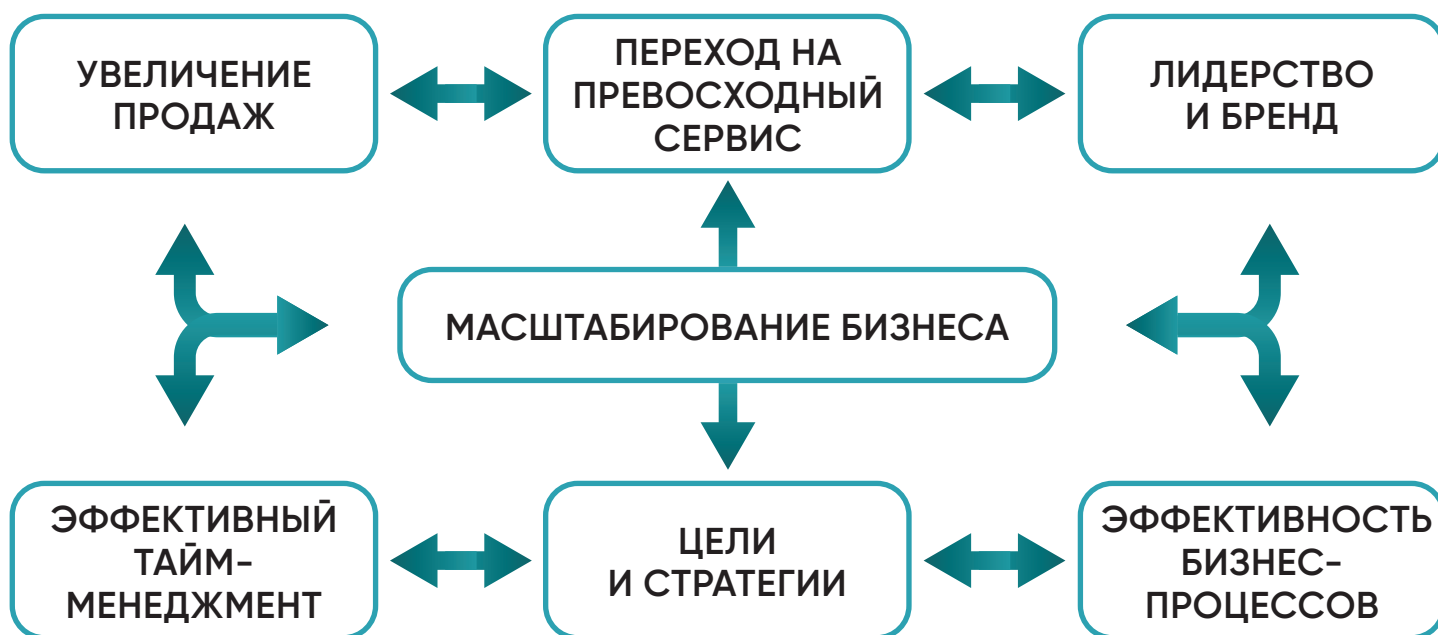 УВЕЛИЧЕНИЕ
ПРОДАЖ
ПЕРЕХОД НА
ПРЕВОСХОДНЫЙ
СЕРВИС
ЛИДЕРСТВО
И БРЕНД
МАСШТАБИРОВАНИЕ БИЗНЕСА
ЭФФЕКТИВНЫЙ
ТАЙМ-
МЕНЕДЖМЕНТ
ЦЕЛИ
И СТРАТЕГИИ
ЭФФЕКТИВНОСТЬ
БИЗНЕС-
ПРОЦЕССОВ